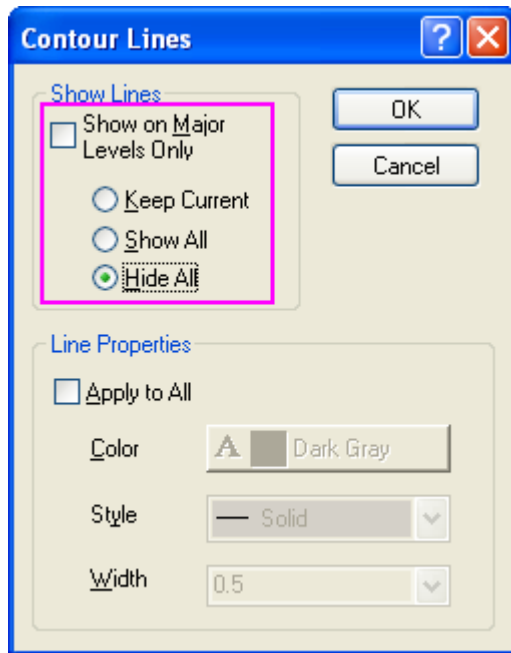 Contour Lines
Show Lines
Show on Major
Levels Only
Keep Current
Show All
Hide All
OK
Cancel
Line Properties
Apply to All
Color
A Dark Gray
Style
Solid
Width
0.5